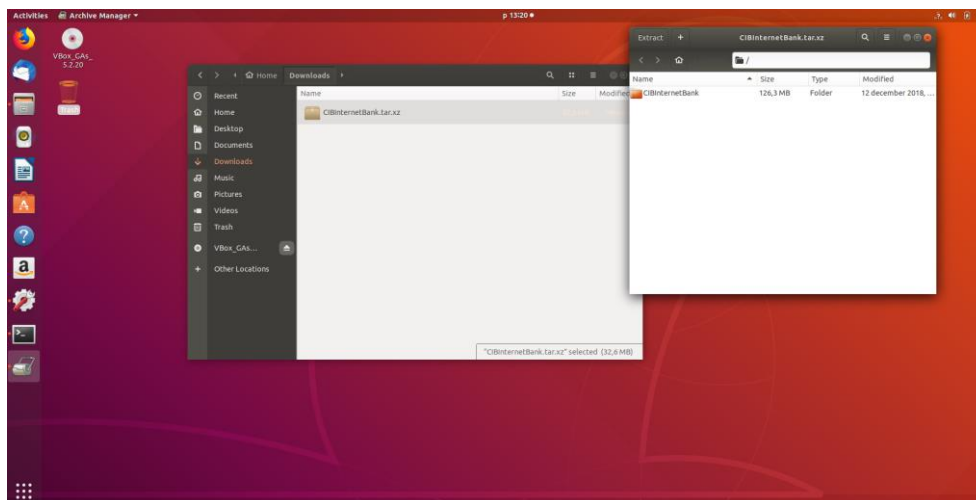 Activities Archive Manager p 13:20
VBox_GAs_
5.2.20
Trash
Home Downloads
Recent
Home
Desktop
Documents
Downloads
Music
Pictures
Videos
Trash
VBox_GAs...
+ Other Locations
Name Size Modified
CIBInternetBank.tar.xz
"CIBInternetBank.tar.xz" selected (32,6 MB)
Extract + CIBInternetBank.tar.xz
/
Name Size Type Modified
CIBInternetBank 126,3 MB Folder 12 december 2018, ...